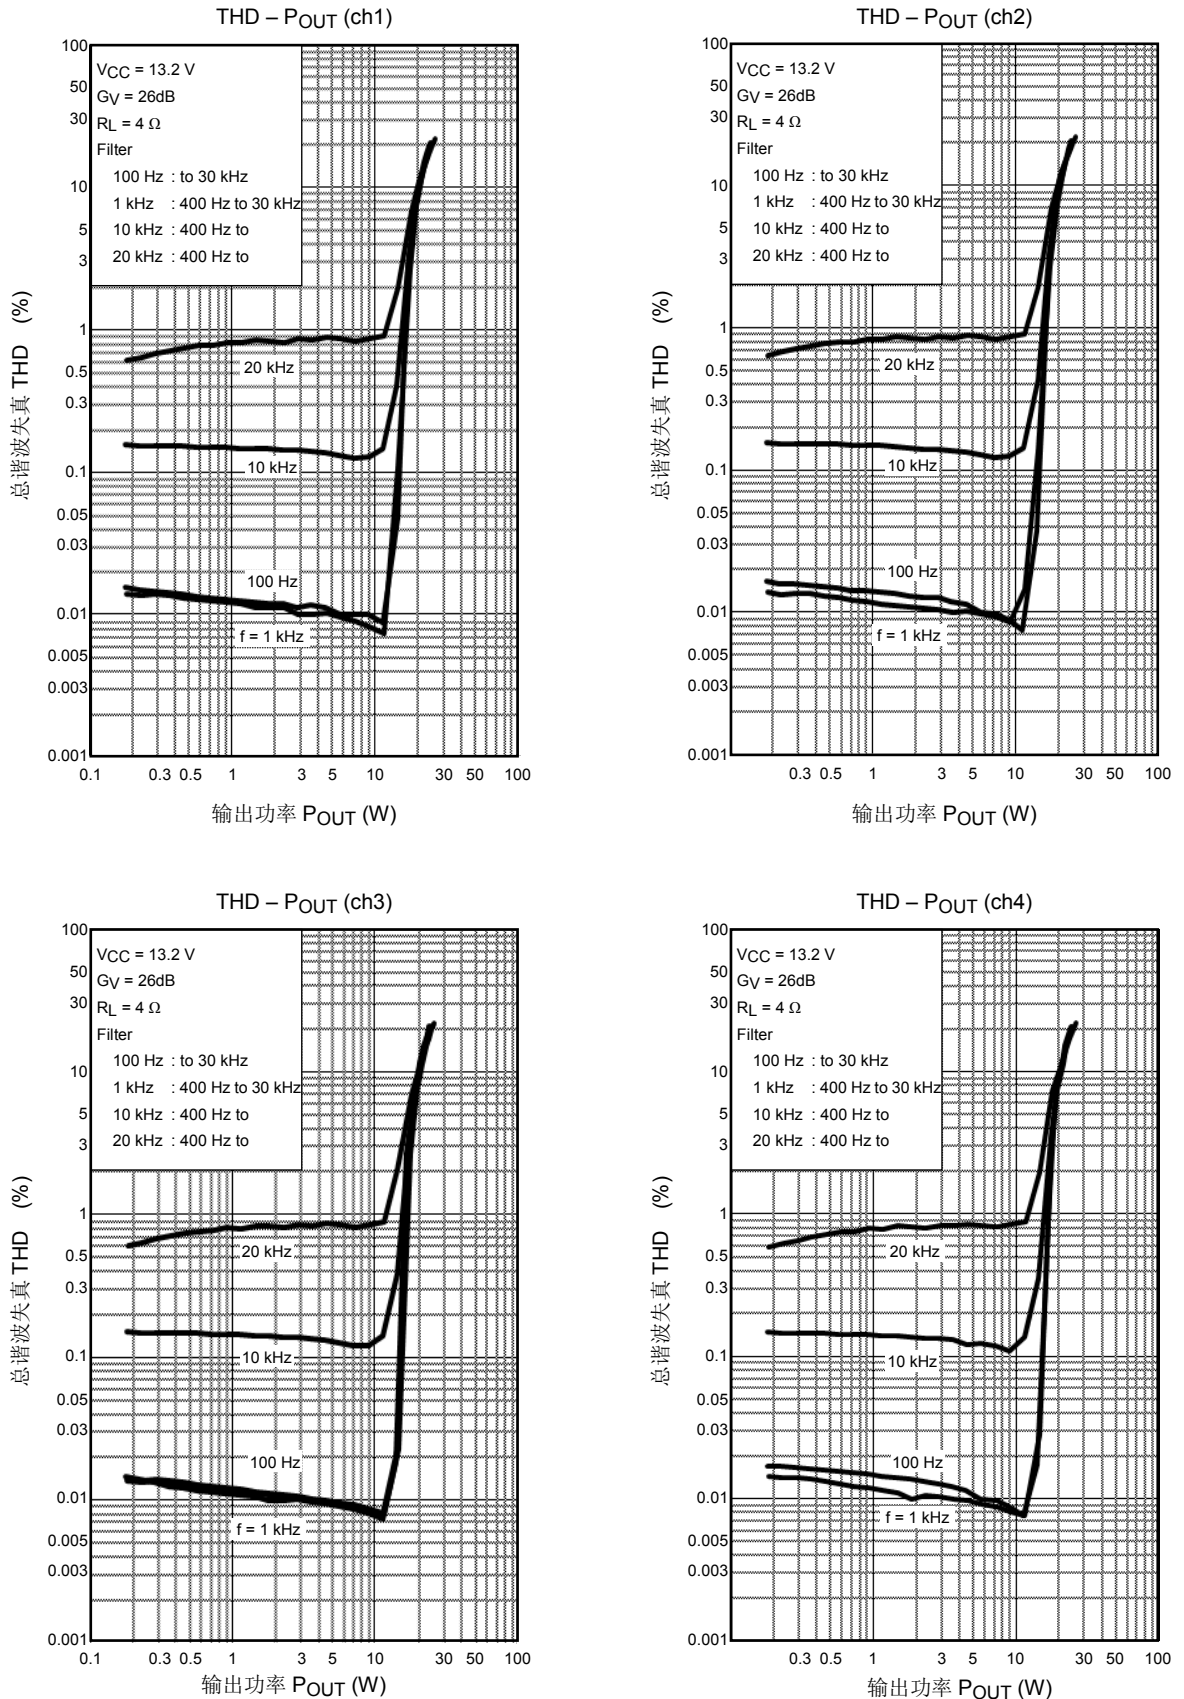 THD – POUT (ch1)
100
50
30
10
5
3
1
0.5
0.3
0.1
0.05
0.03
0.01
0.005
0.003
0.001
总谐波失真 THD (%)
VCC = 13.2 V
GV = 26dB
RL = 4 Ω
Filter
100 Hz : to 30 kHz
1 kHz : 400 Hz to 30 kHz
10 kHz : 400 Hz to
20 kHz : 400 Hz to
20 kHz
10 kHz
100 Hz
f = 1 kHz
0.1 0.3 0.5 1 3 5 10 30 50 100
输出功率 POUT (W)
THD – POUT (ch2)
100
50
30
10
5
3
1
0.5
0.3
0.1
0.05
0.03
0.01
0.005
0.003
0.001
总谐波失真 THD (%)
VCC = 13.2 V
GV = 26dB
RL = 4 Ω
Filter
100 Hz : to 30 kHz
1 kHz : 400 Hz to 30 kHz
10 kHz : 400 Hz to
20 kHz : 400 Hz to
20 kHz
10 kHz
100 Hz
f = 1 kHz
0.3 0.5 1 3 5 10 30 50 100
输出功率 POUT (W)
THD – POUT (ch3)
100
50
30
10
5
3
1
0.5
0.3
0.1
0.05
0.03
0.01
0.005
0.003
0.001
总谐波失真 THD (%)
VCC = 13.2 V
GV = 26dB
RL = 4 Ω
Filter
100 Hz : to 30 kHz
1 kHz : 400 Hz to 30 kHz
10 kHz : 400 Hz to
20 kHz : 400 Hz to
20 kHz
10 kHz
100 Hz
f = 1 kHz
0.1 0.3 0.5 1 3 5 10 30 50 100
输出功率 POUT (W)
THD – POUT (ch4)
100
50
30
10
5
3
1
0.5
0.3
0.1
0.05
0.03
0.01
0.005
0.003
0.001
总谐波失真 THD (%)
VCC = 13.2 V
GV = 26dB
RL = 4 Ω
Filter
100 Hz : to 30 kHz
1 kHz : 400 Hz to 30 kHz
10 kHz : 400 Hz to
20 kHz : 400 Hz to
20 kHz
10 kHz
100 Hz
f = 1 kHz
0.3 0.5 1 3 5 10 30 50 100
输出功率 POUT (W)